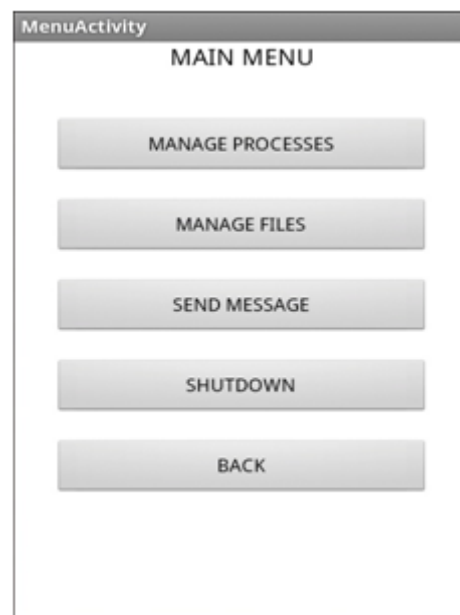 MenuActivity
MAIN MENU
MANAGE PROCESSES
MANAGE FILES
SEND MESSAGE
SHUTDOWN
BACK